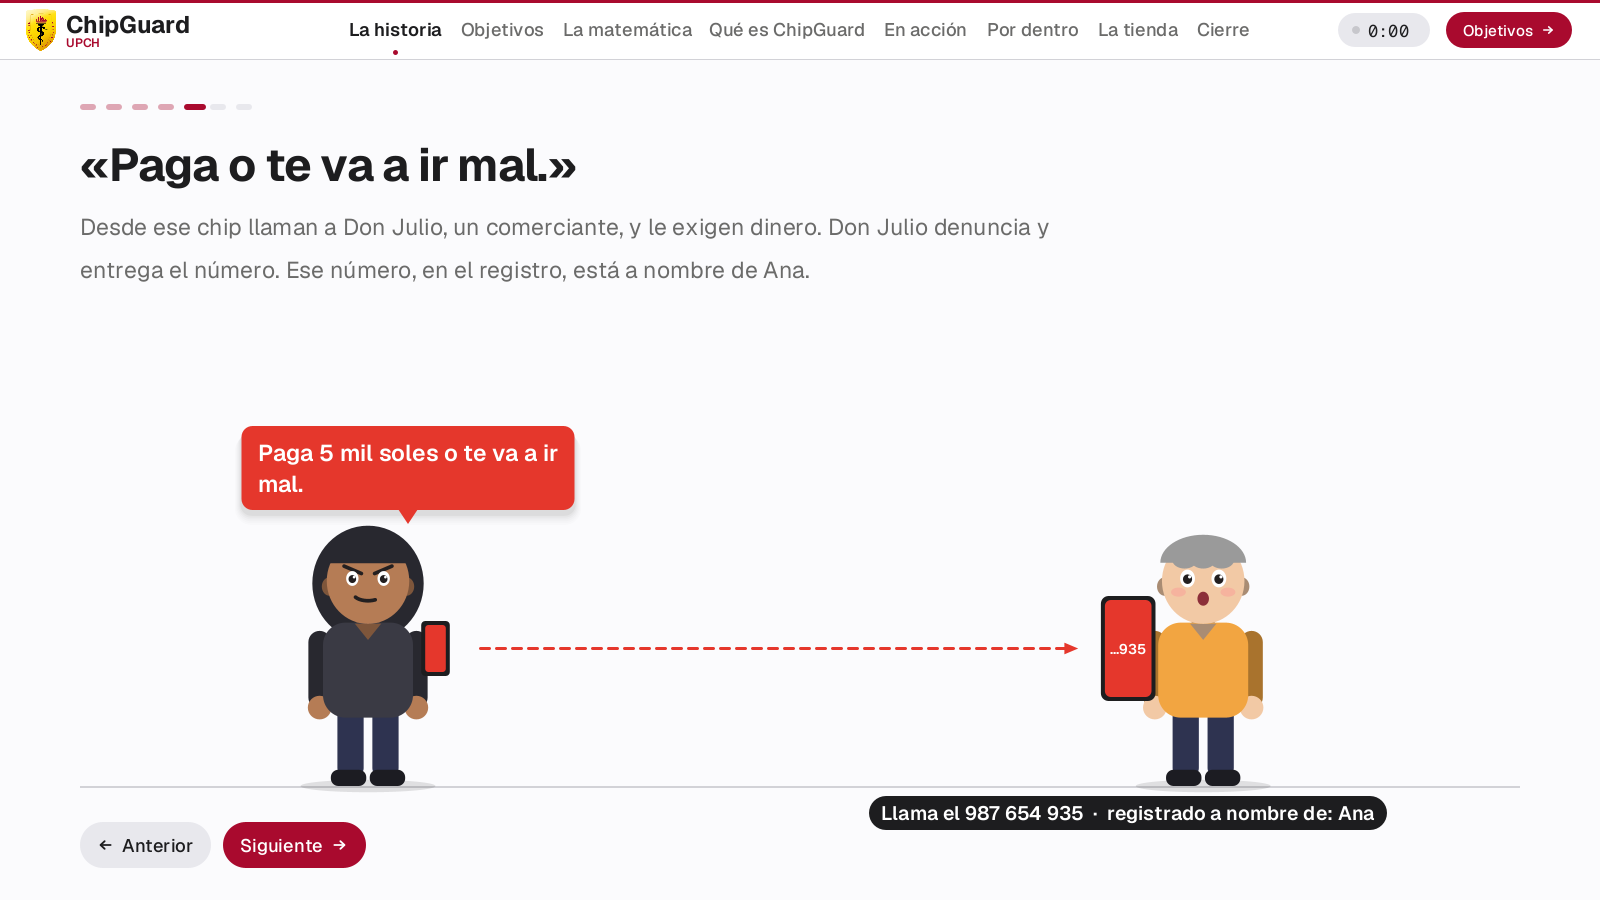 ChipGuard
UPCH
La historia
Objetivos
La matemática
Qué es ChipGuard
En acción
Por dentro
La tienda
Cierre
0:00
Objetivos →
«Paga o te va a ir mal.»
Desde ese chip llaman a Don Julio, un comerciante, y le exigen dinero. Don Julio denuncia y
entrega el número. Ese número, en el registro, está a nombre de Ana.
Paga 5 mil soles o te va a ir
mal.
...935
Llama el 987 654 935 · registrado a nombre de: Ana
← Anterior
Siguiente →